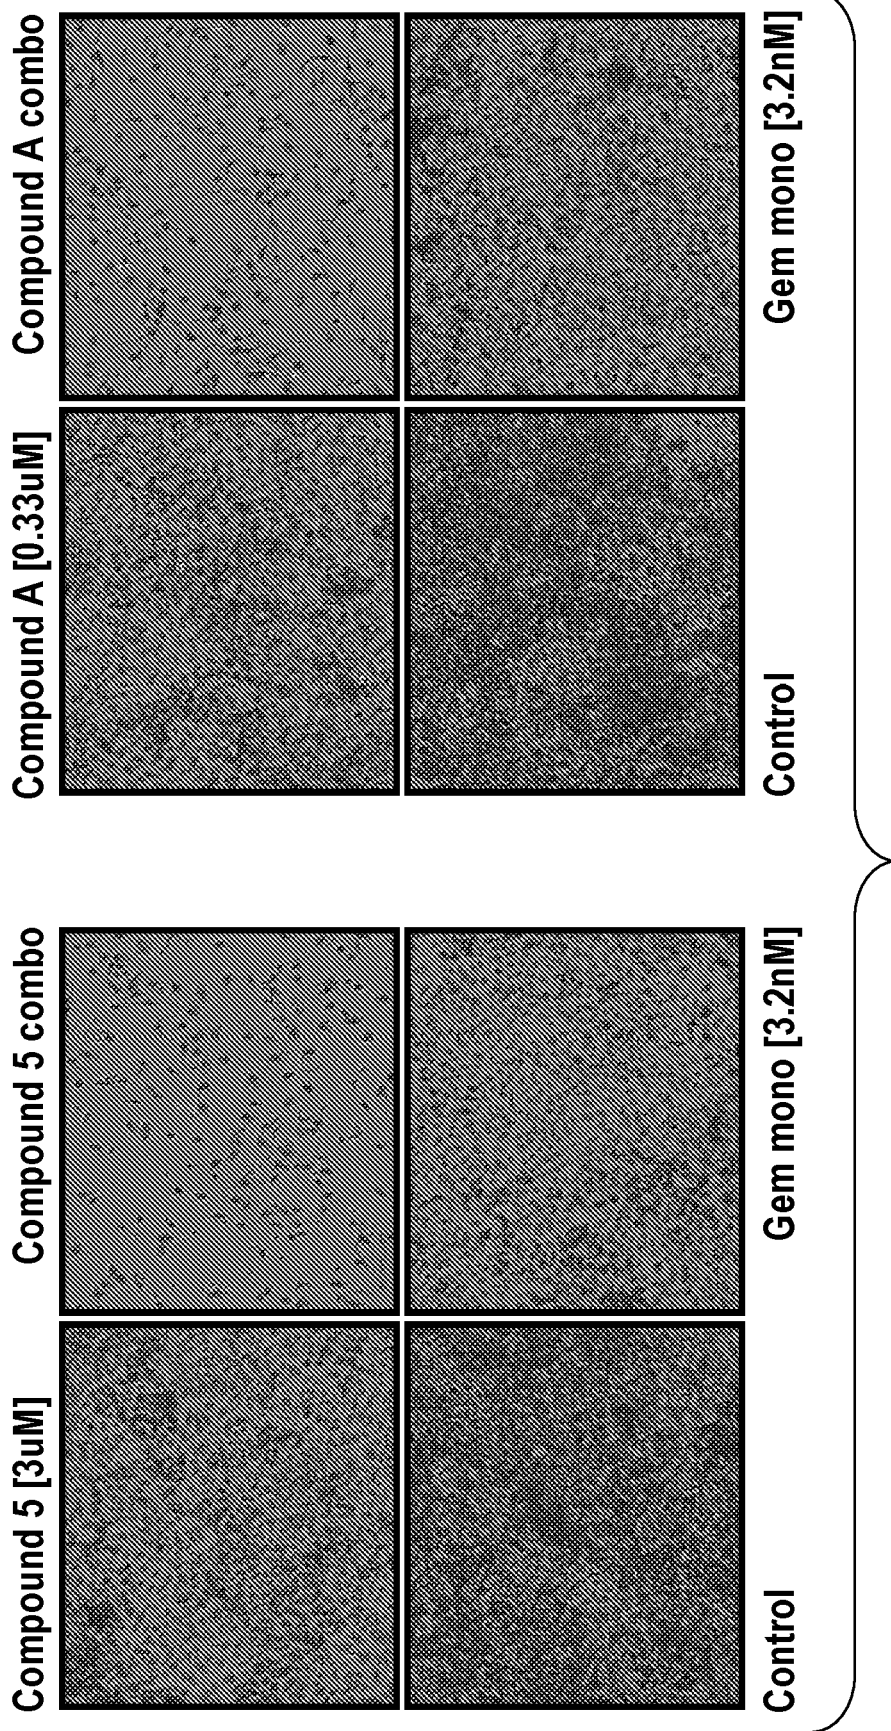 Compound 5 [3uM]
Compound 5 combo
Control
Gem mono [3.2nM]
Compound A [0.33uM]
Compound A combo
Control
Gem mono [3.2nM]